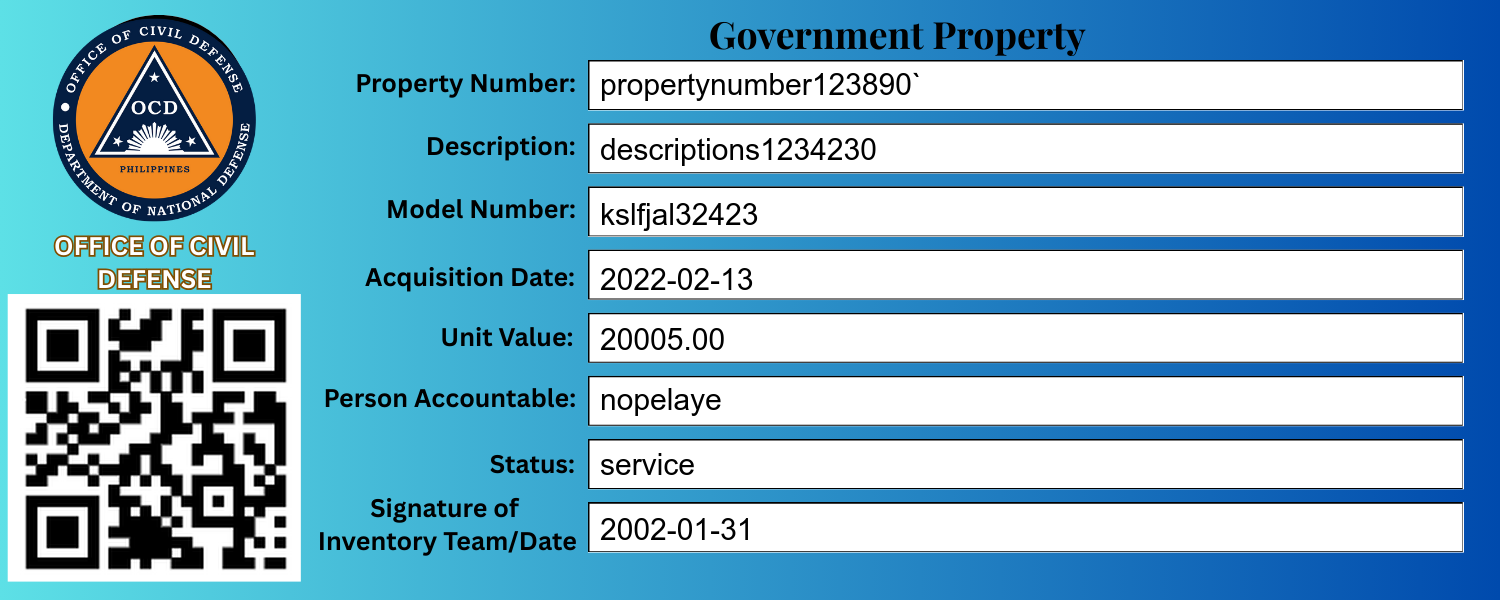 OFFICE OF CIVIL DEFENSE
OCD
PHILIPPINES
DEPARTMENT OF NATIONAL DEFENSE
OFFICE OF CIVIL
DEFENSE
Government Property
Property Number: propertynumber123890`
Description: descriptions1234230
Model Number: kslfjal32423
Acquisition Date: 2022-02-13
Unit Value: 20005.00
Person Accountable: nopelaye
Status: service
Signature of
Inventory Team/Date 2002-01-31